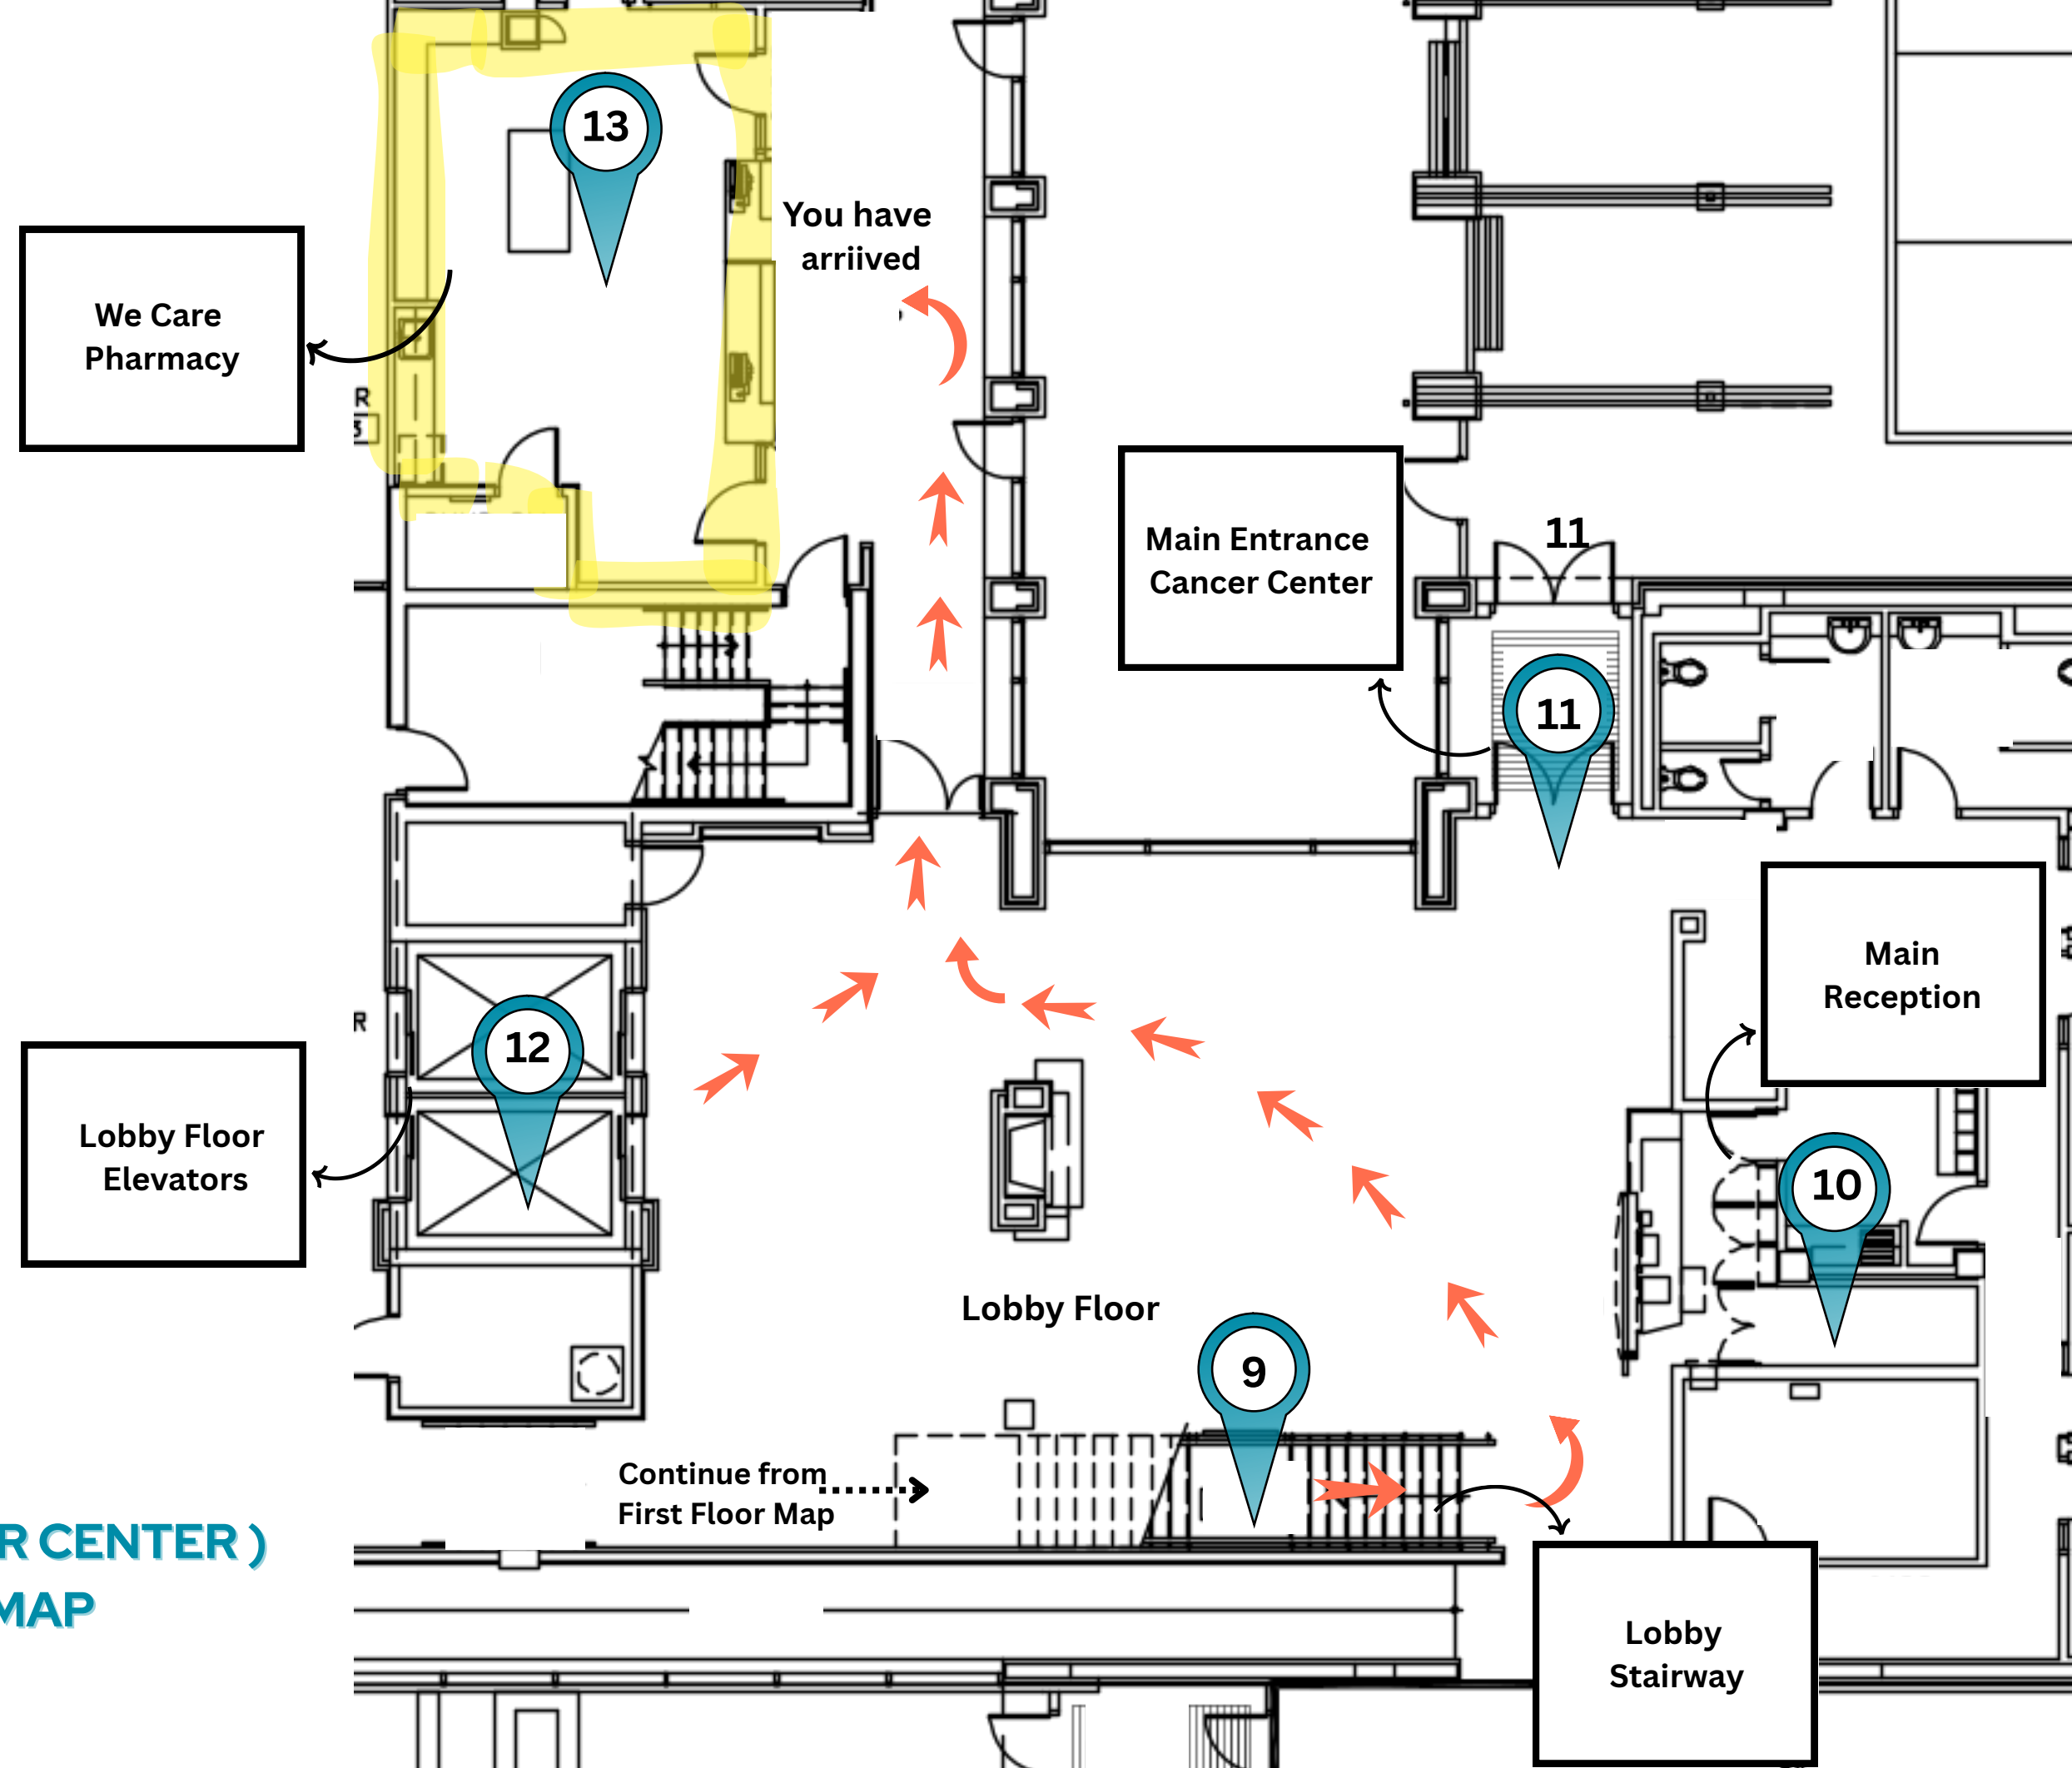 13
You have
arriived
We Care
Pharmacy
R
Main Entrance
Cancer Center
11
11
Main
Reception
R
12
10
Lobby Floor
Elevators
Lobby Floor
9
Continue from
First Floor Map
R CENTER )
MAP
Lobby
Stairway